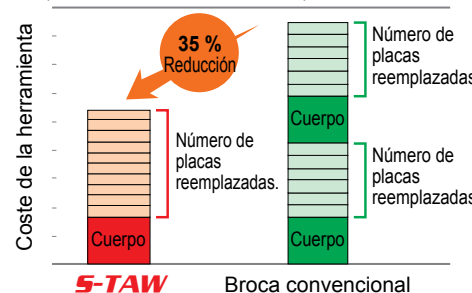 35 %
Reducción
Número de
placas
reemplazadas
Cuerpo
Número de
placas
reemplazadas.
Número de
placas
reemplazadas
Cuerpo
Cuerpo
Coste de la herramienta
S-TAW
Broca convencional